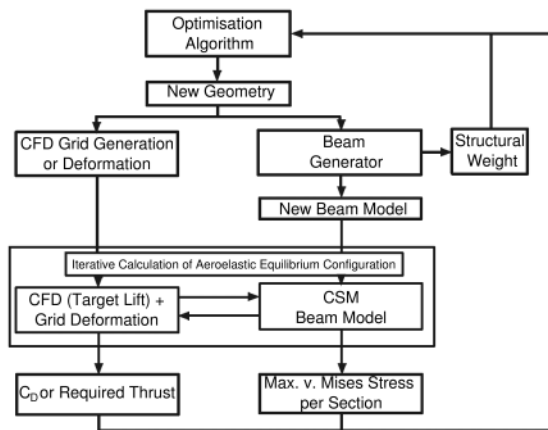 Optimisation
Algorithm
New Geometry
CFD Grid Generation
or Deformation
Beam
Generator
Structural
Weight
New Beam Model
Iterative Calculation of Aeroelastic Equilibrium Configuration
CFD (Target Lift) +
Grid Deformation
CSM
Beam Model
C_D or Required Thrust
Max. v. Mises Stress
per Section